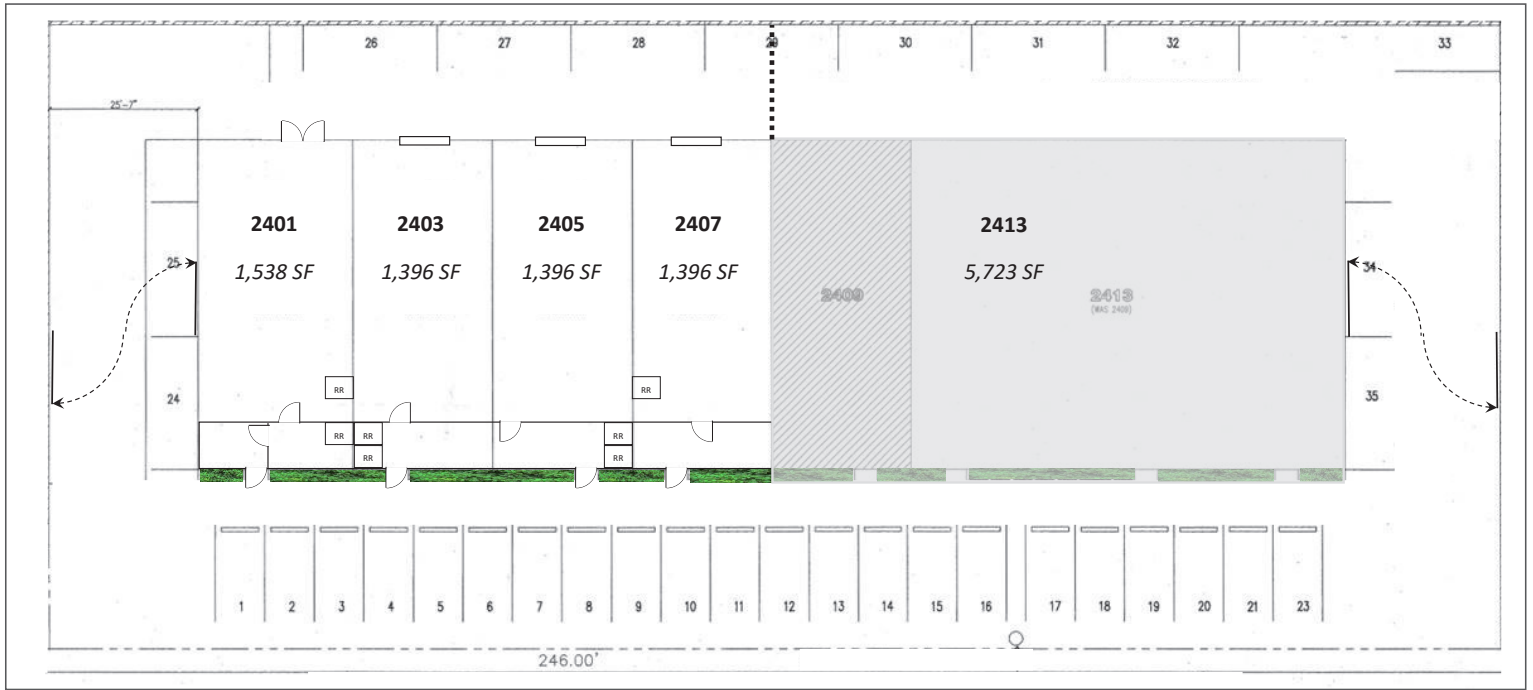 26 27 28 29 30 31 32 33
25'-7"
2401 2403 2405 2407 2413
1,538 SF 1,396 SF 1,396 SF 1,396 SF 5,723 SF
25 34
2409 2413
(WAS 2409)
24 RR RR 35
RR RR RR
RR RR
1 2 3 4 5 6 7 8 9 10 11 12 13 14 15 16 17 18 19 20 21 23
246.00'